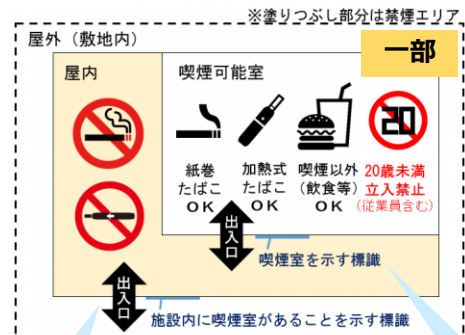 ※塗りつぶし部分は禁煙エリア
屋外（敷地内）
一部
屋内
喫煙可能室
20
紙巻
たばこ
OK
加熱式
たばこ
OK
喫煙以外
(飲食等)
OK
20歳未満
立入禁止
(従業員含む)
出入口
喫煙室を示す標識
出入口
施設内に喫煙室があることを示す標識